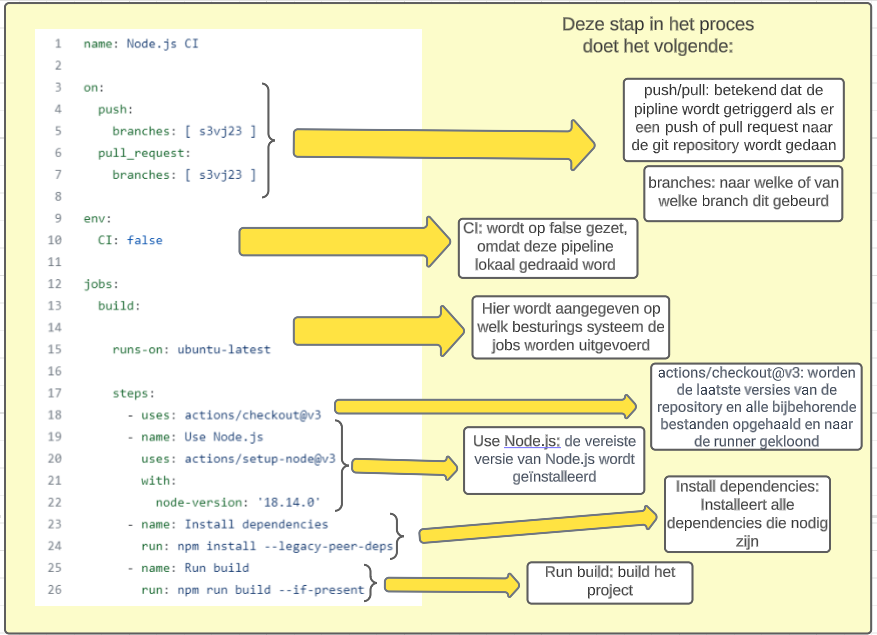 Deze stap in het proces
doet het volgende:
1 name: Node.js CI
2
3 on:
4 push:
5 branches: [ s3vj23 ]
6 pull_request:
7 branches: [ s3vj23 ]
8
9 env:
10 CI: false
11
12 jobs:
13 build:
14
15 runs-on: ubuntu-latest
16
17 steps:
18 - uses: actions/checkout@v3
19 - name: Use Node.js
20 uses: actions/setup-node@v3
21 with:
22 node-version: '18.14.0'
23 - name: Install dependencies
24 run: npm install --legacy-peer-deps
25 - name: Run build
26 run: npm run build --if-present
push/pull: betekend dat de
pipline wordt getriggerd als er
een push of pull request naar
de git repository wordt gedaan
branches: naar welke of van
welke branch dit gebeurd
CI: wordt op false gezet,
omdat deze pipeline
lokaal gedraaid word
Hier wordt aangegeven op
welk besturings systeem de
jobs worden uitgevoerd
actions/checkout@v3: worden
de laatste versies van de
repository en alle bijbehorende
bestanden opgehaald en naar
de runner gekloond
Use Node.js: de vereiste
versie van Node.js wordt
geïnstalleerd
Install dependencies:
Installeert alle
dependencies die nodig
zijn
Run build: build het
project